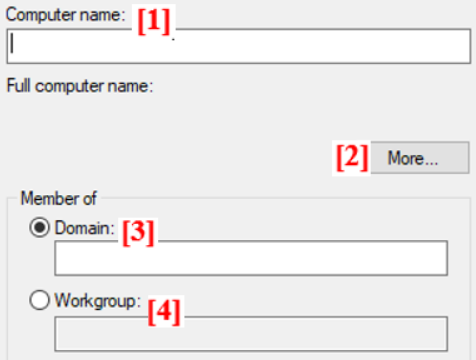 Computer name: [1]
Full computer name:
[2] More...
Member of
Domain: [3]
Workgroup: [4]